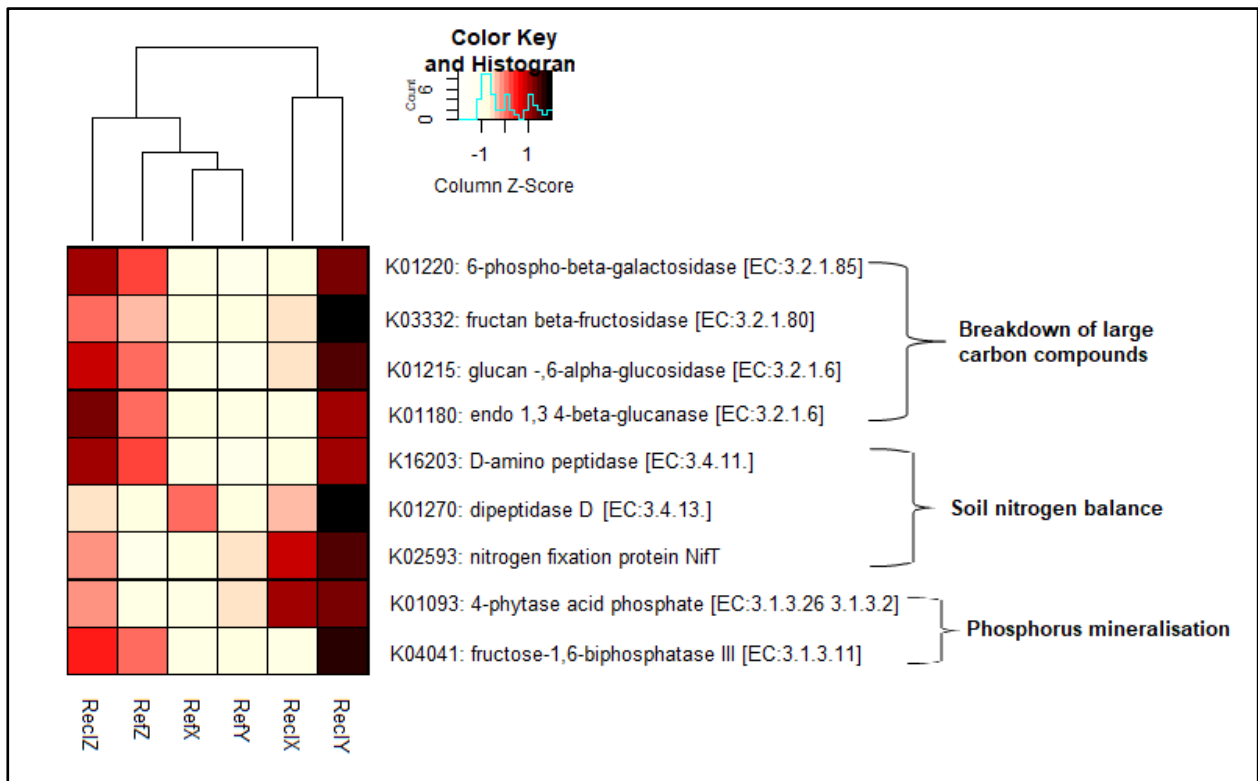 Color Key
and Histogran
Count
6
0
-1 1
Column Z-Score
K01220: 6-phospho-beta-galactosidase [EC:3.2.1.85]
K03332: fructan beta-fructosidase [EC:3.2.1.80]
K01215: glucan -,6-alpha-glucosidase [EC:3.2.1.6]
K01180: endo 1,3 4-beta-glucanase [EC:3.2.1.6]
K16203: D-amino peptidase [EC:3.4.11.]
K01270: dipeptidase D [EC:3.4.13.]
K02593: nitrogen fixation protein NifT
K01093: 4-phytase acid phosphate [EC:3.1.3.26 3.1.3.2]
K04041: fructose-1,6-biphosphatase III [EC:3.1.3.11]
Breakdown of large
carbon compounds
Soil nitrogen balance
Phosphorus mineralisation
ReclZ
RefZ
RefX
RefY
ReclX
ReclY